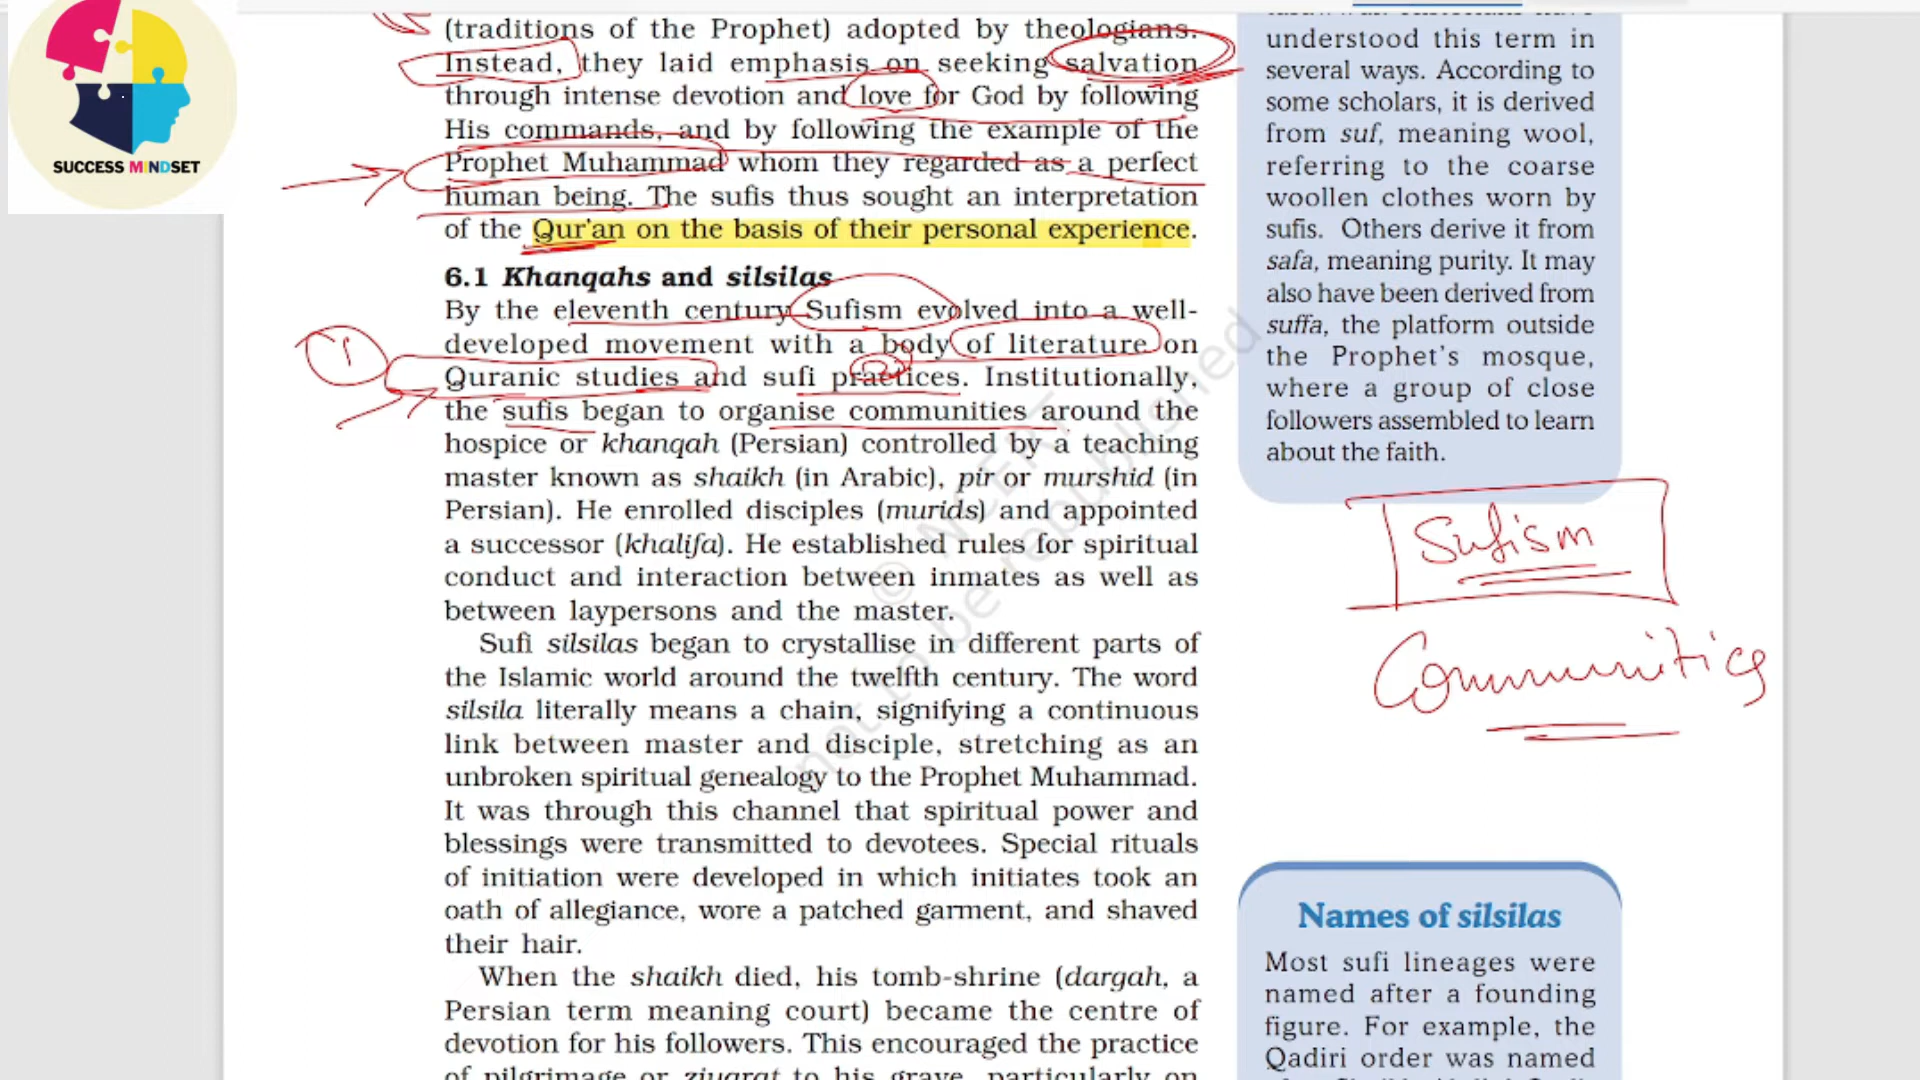 SUCCESS MINDSET
(traditions of the Prophet) adopted by theologians.
Instead, they laid emphasis on seeking salvation
through intense devotion and love for God by following
His commands, and by following the example of the
Prophet Muhammad whom they regarded as a perfect
human being. The sufis thus sought an interpretation
of the Qur'an on the basis of their personal experience.
6.1 Khanqahs and silsilas
By the eleventh century Sufism evolved into a well-
developed movement with a body of literature on
Quranic studies and sufi practices. Institutionally,
the sufis began to organise communities around the
hospice or khanqah (Persian) controlled by a teaching
master known as shaikh (in Arabic), pir or murshid (in
Persian). He enrolled disciples (murids) and appointed
a successor (khalifa). He established rules for spiritual
conduct and interaction between inmates as well as
between laypersons and the master.
Sufi silsilas began to crystallise in different parts of
the Islamic world around the twelfth century. The word
silsila literally means a chain, signifying a continuous
link between master and disciple, stretching as an
unbroken spiritual genealogy to the Prophet Muhammad.
It was through this channel that spiritual power and
blessings were transmitted to devotees. Special rituals
of initiation were developed in which initiates took an
oath of allegiance, wore a patched garment, and shaved
their hair.
When the shaikh died, his tomb-shrine (dargah, a
Persian term meaning court) became the centre of
devotion for his followers. This encouraged the practice
of pilgrimage or ziyarat to his grave, particularly on
understood this term in
several ways. According to
some scholars, it is derived
from suf, meaning wool,
referring to the coarse
woollen clothes worn by
sufis. Others derive it from
safa, meaning purity. It may
also have been derived from
suffa, the platform outside
the Prophet's mosque,
where a group of close
followers assembled to learn
about the faith.
Sufism
Communities
1
2
Names of silsilas
Most sufi lineages were
named after a founding
figure. For example, the
Qadiri order was named
© NCERT
not to be republished